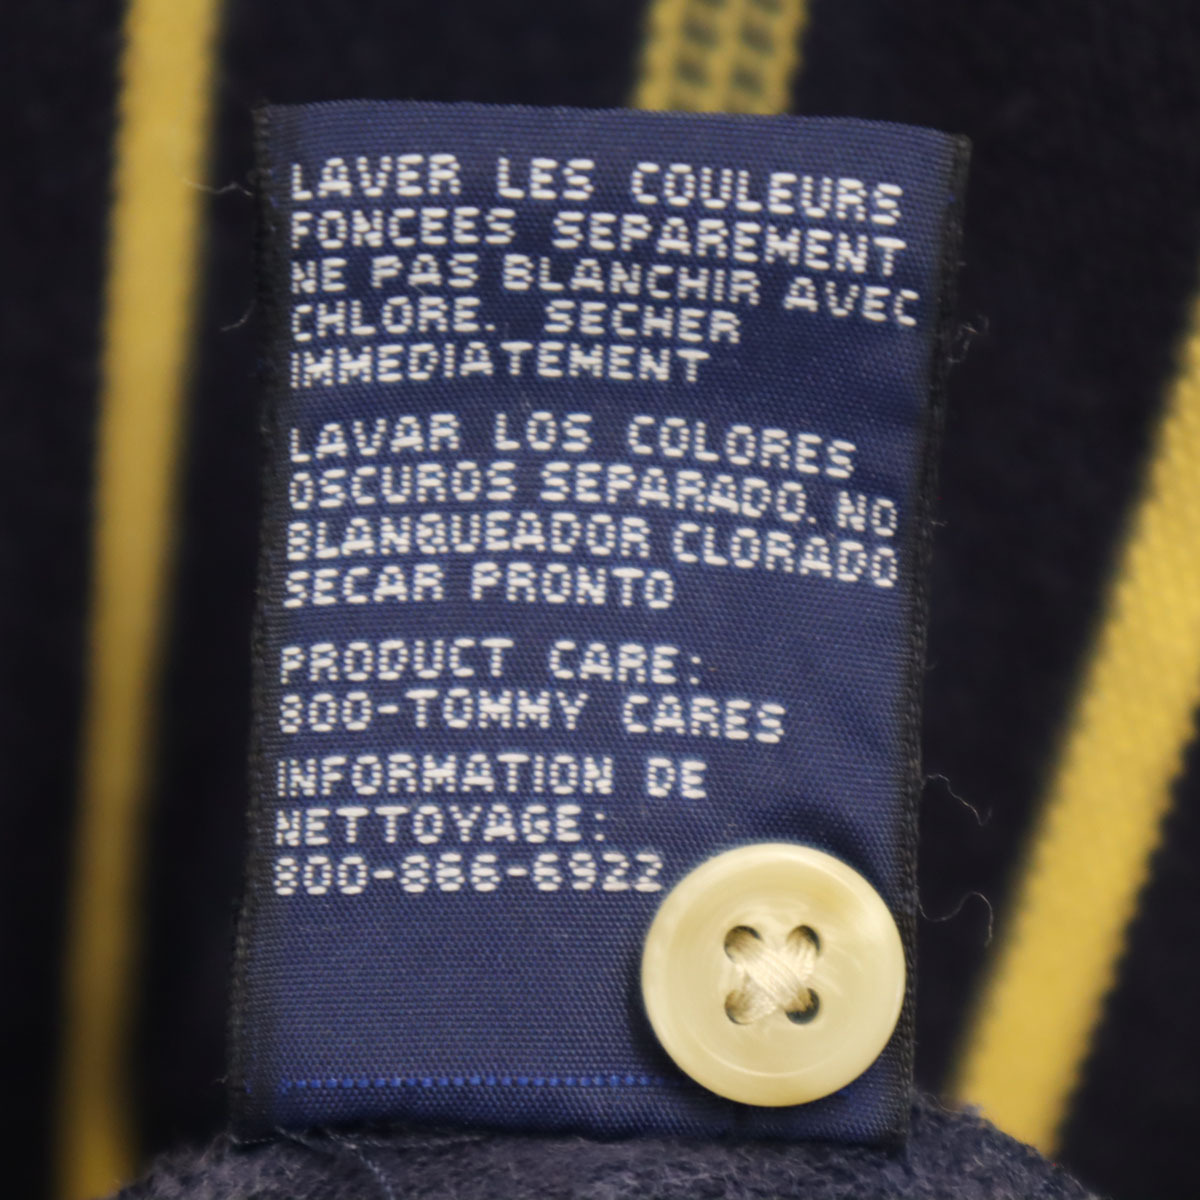 LAVER LES COULEURS
FONCEES SEPAREMENT
NE PAS BLANCHIR AVEC
CHLORE. SECHER
IMMEDIATEMENT
LAVAR LOS COLORES
OSCUROS SEPARADO. NO
BLANQUEADOR CLORADO
SECAR PRONTO
PRODUCT CARE:
800-TOMMY CARES
INFORMATION DE
NETTOYAGE:
800-866-6922